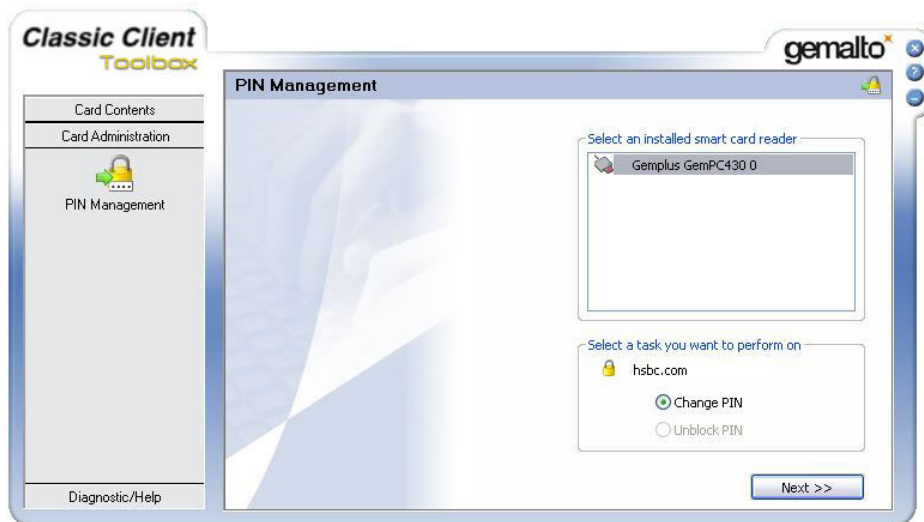 Classic Client
Toolbox
gemalto
PIN Management
Card Contents
Card Administration
PIN Management
Diagnostic/Help
Select an installed smart card reader
Gemplus GemPC430 0
Select a task you want to perform on
hsbc.com
Change PIN
Unblock PIN
Next >>